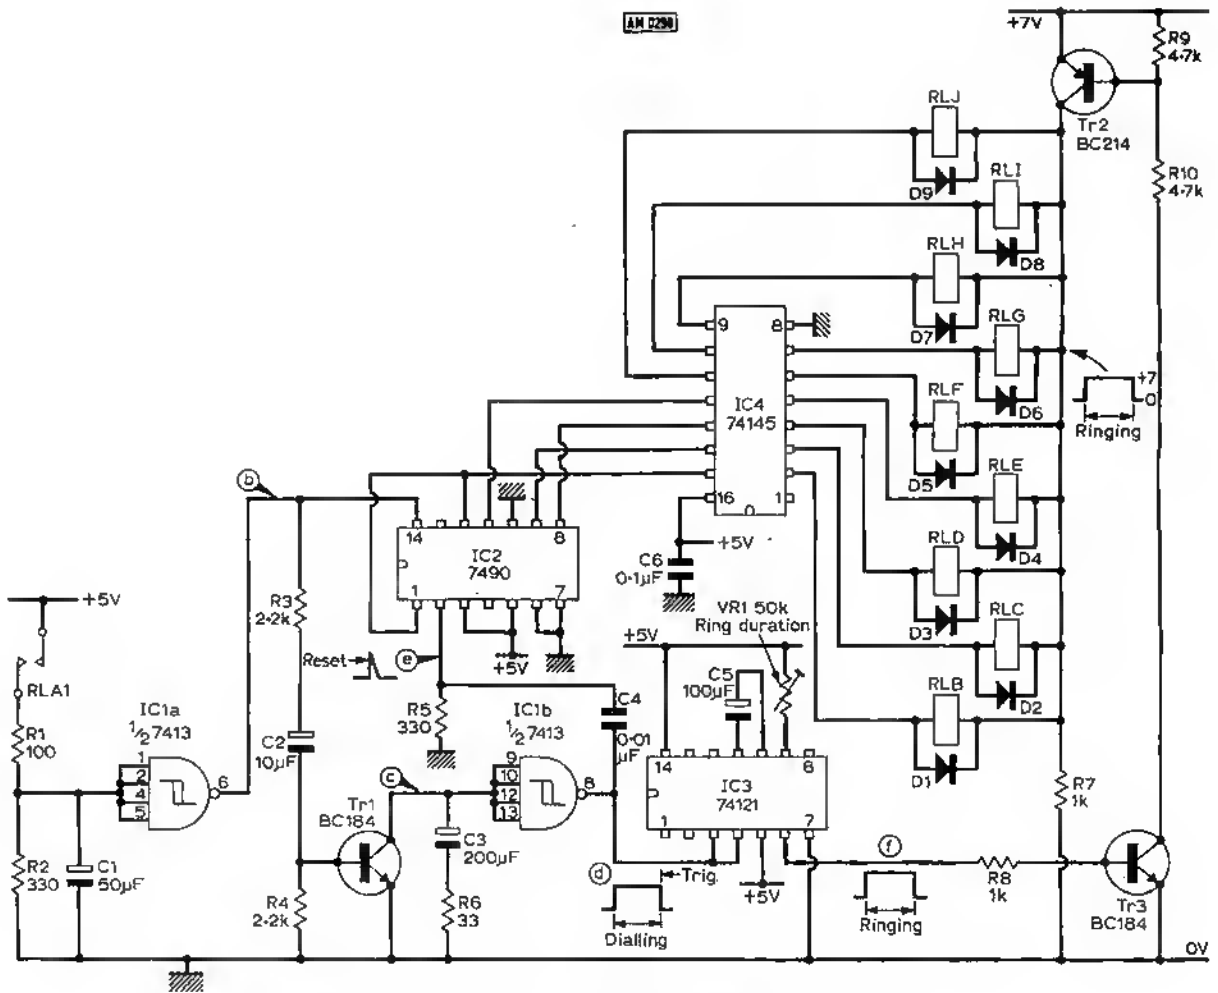 AM 0298
+7V
R9
4·7k
Tr2
BC214
R10
4·7k
RLJ
D9
RLI
D8
RLH
D7
RLG
D6
RLF
D5
RLE
D4
RLD
D3
RLC
D2
RLB
D1
+7
0
Ringing
9
8
IC4
74145
16
1
0
+5V
C6
0·1µF
b
14
8
IC2
7490
1
7
+5V
+5V
RLA1
R1
100
R2
330
C1
50µF
IC1a
½7413
1
2
4
5
6
R3
2·2k
C2
10µF
R4
2·2k
Tr1
BC184
Reset
e
R5
330
C4
0·01
µF
c
IC1b
½7413
9
10
12
13
8
C3
200µF
R6
33
VR1 50k
Ring duration
+5V
C5
100µF
14
8
IC3
74121
1
7
+5V
d
Trig.
Dialling
f
Ringing
R8
1k
R7
1k
Tr3
BC184
0V